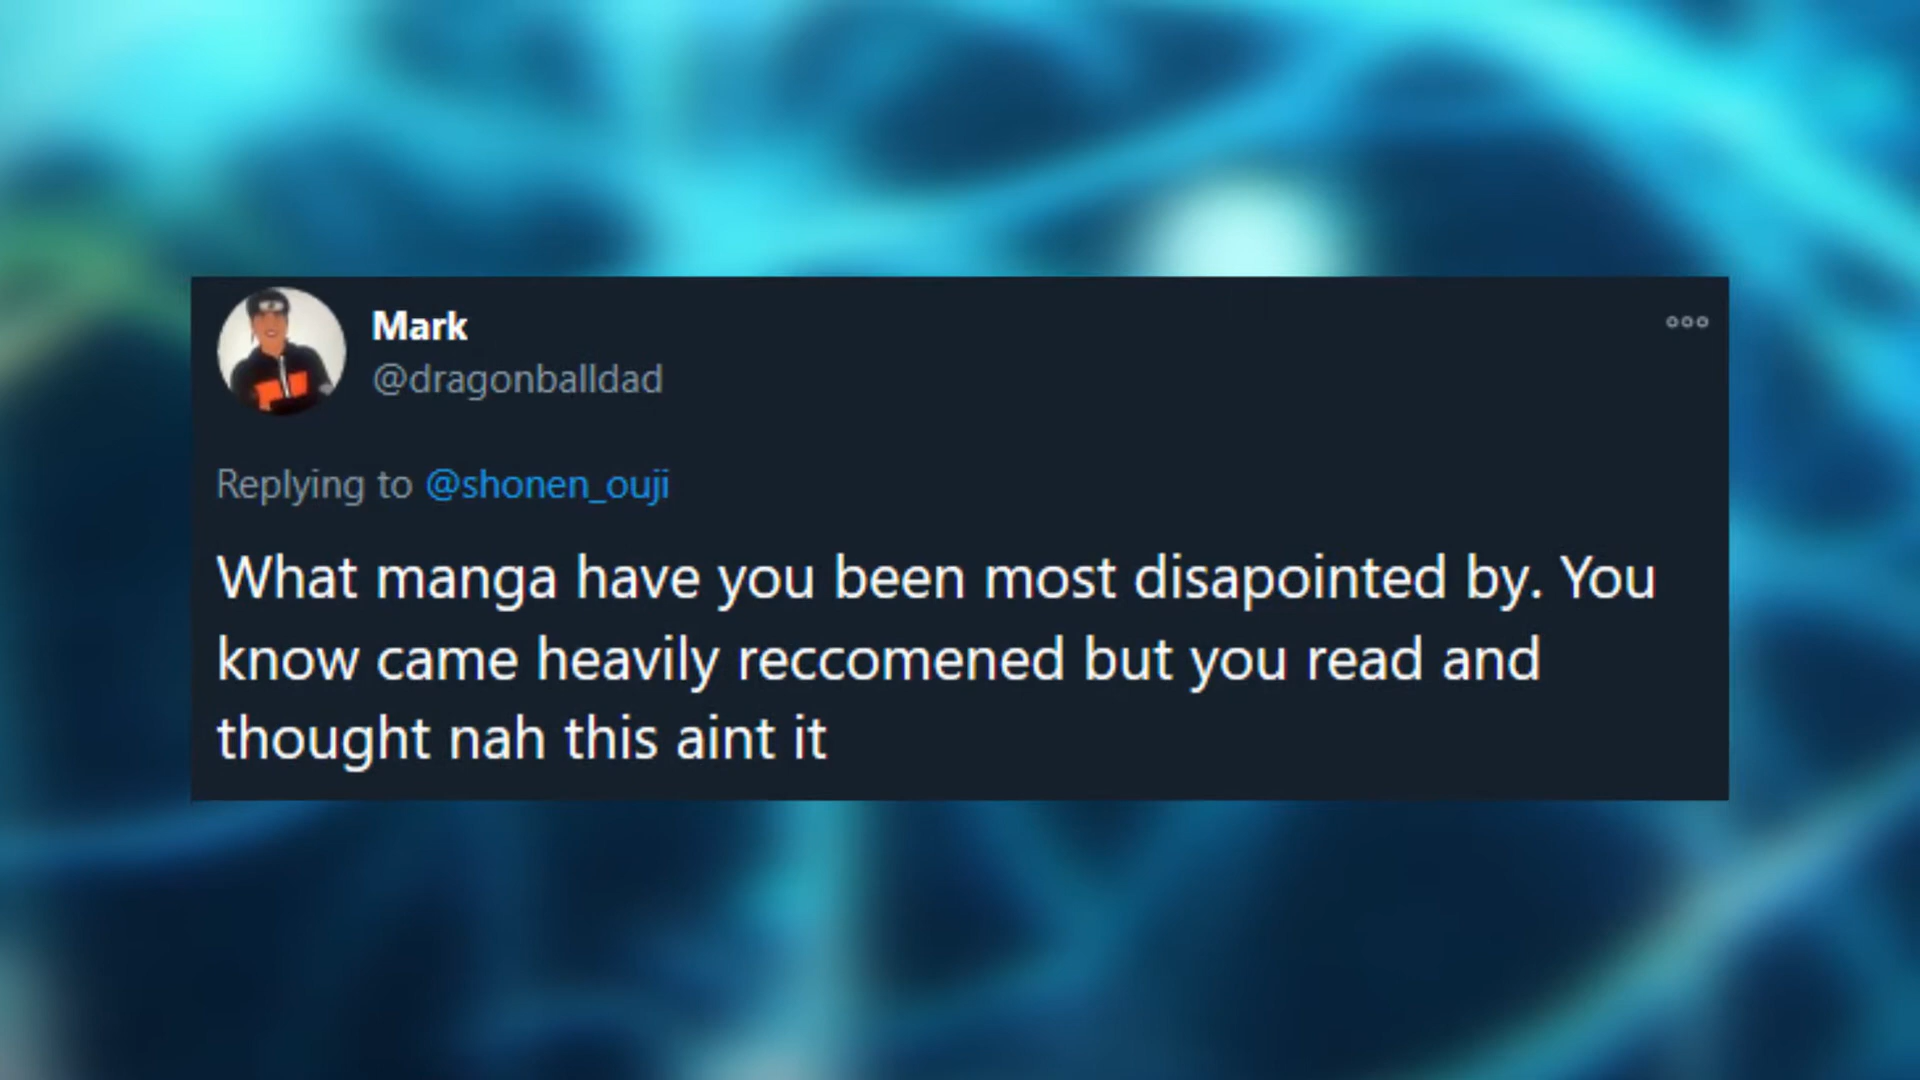 Mark
@dragonballdad
Replying to @shonen_ouji
What manga have you been most disapointed by. You
know came heavily reccomened but you read and
thought nah this aint it